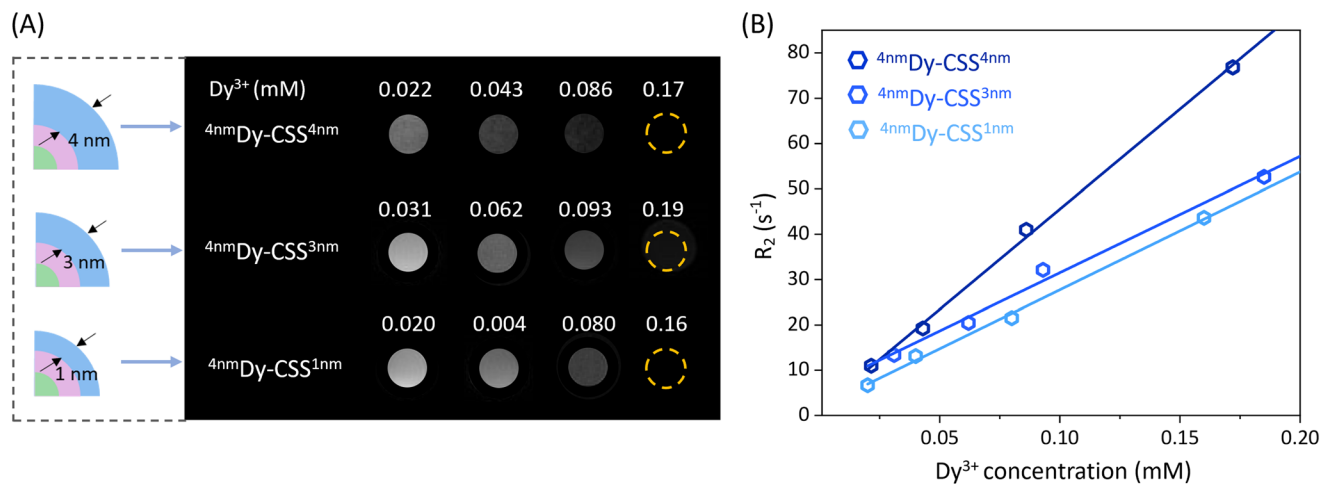 (A)
Dy³⁺ (mM) 0.022 0.043 0.086 0.17
4 nm
⁴ⁿᵐDy-CSS⁴ⁿᵐ
0.031 0.062 0.093 0.19
3 nm
⁴ⁿᵐDy-CSS³ⁿᵐ
0.020 0.004 0.080 0.16
1 nm
⁴ⁿᵐDy-CSS¹ⁿᵐ
(B)
⁴ⁿᵐDy-CSS⁴ⁿᵐ
⁴ⁿᵐDy-CSS³ⁿᵐ
⁴ⁿᵐDy-CSS¹ⁿᵐ
R₂ (s⁻¹)
80
70
60
50
40
30
20
10
0
0.05 0.10 0.15 0.20
Dy³⁺ concentration (mM)